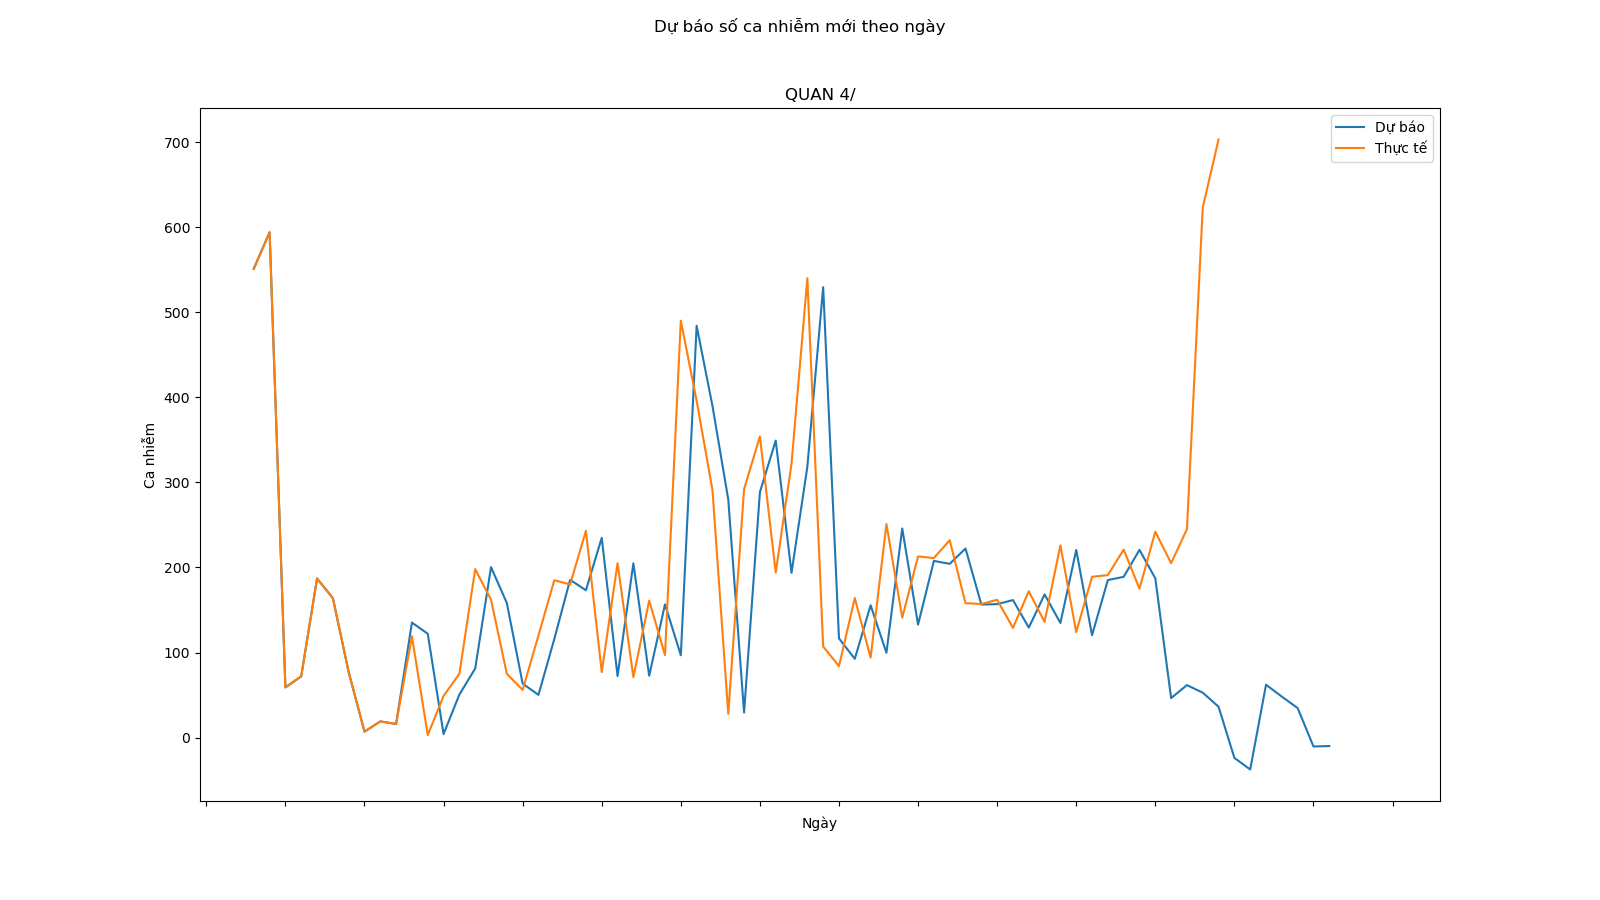 Dự báo số ca nhiễm mới theo ngày
QUAN 4/
Dự báo
Thực tế
700
600
500
400
300
200
100
0
Ca nhiễm
Ngày